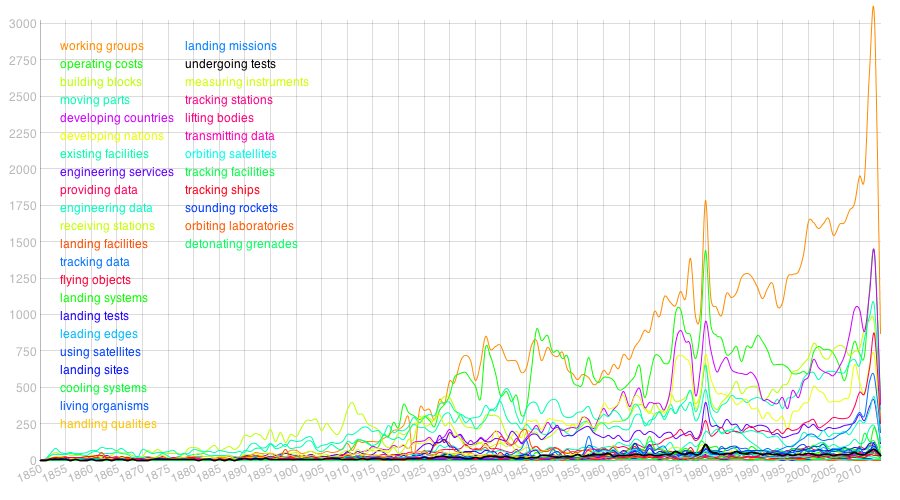 3000
2750
2500
2250
2000
1750
1500
1250
1000
750
500
250
0
working groups
operating costs
building blocks
moving parts
developing countries
developing nations
existing facilities
engineering services
providing data
engineering data
receiving stations
landing facilities
tracking data
flying objects
landing systems
landing tests
leading edges
using satellites
landing sites
cooling systems
living organisms
handling qualities
landing missions
undergoing tests
measuring instruments
tracking stations
lifting bodies
transmitting data
orbiting satellites
tracking facilities
tracking ships
sounding rockets
orbiting laboratories
detonating grenades
1850 1855 1860 1865 1870 1875 1880 1885 1890 1895 1900 1905 1910 1915 1920 1925 1930 1935 1940 1945 1950 1955 1960 1965 1970 1975 1980 1985 1990 1995 2000 2005 2010